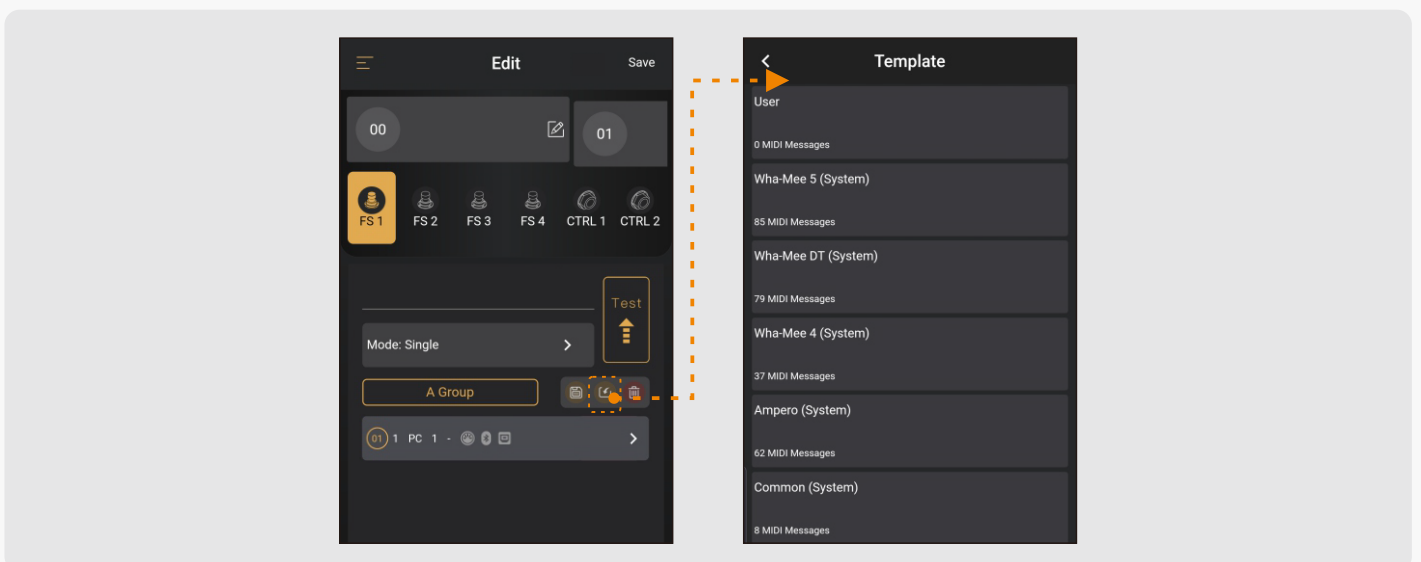 Edit
Save
00
01
FS 1
FS 2
FS 3
FS 4
CTRL 1
CTRL 2
Test
Mode: Single
A Group
01 1 PC 1 -
Template
User
0 MIDI Messages
Wha-Mee 5 (System)
85 MIDI Messages
Wha-Mee DT (System)
79 MIDI Messages
Wha-Mee 4 (System)
37 MIDI Messages
Ampero (System)
62 MIDI Messages
Common (System)
8 MIDI Messages